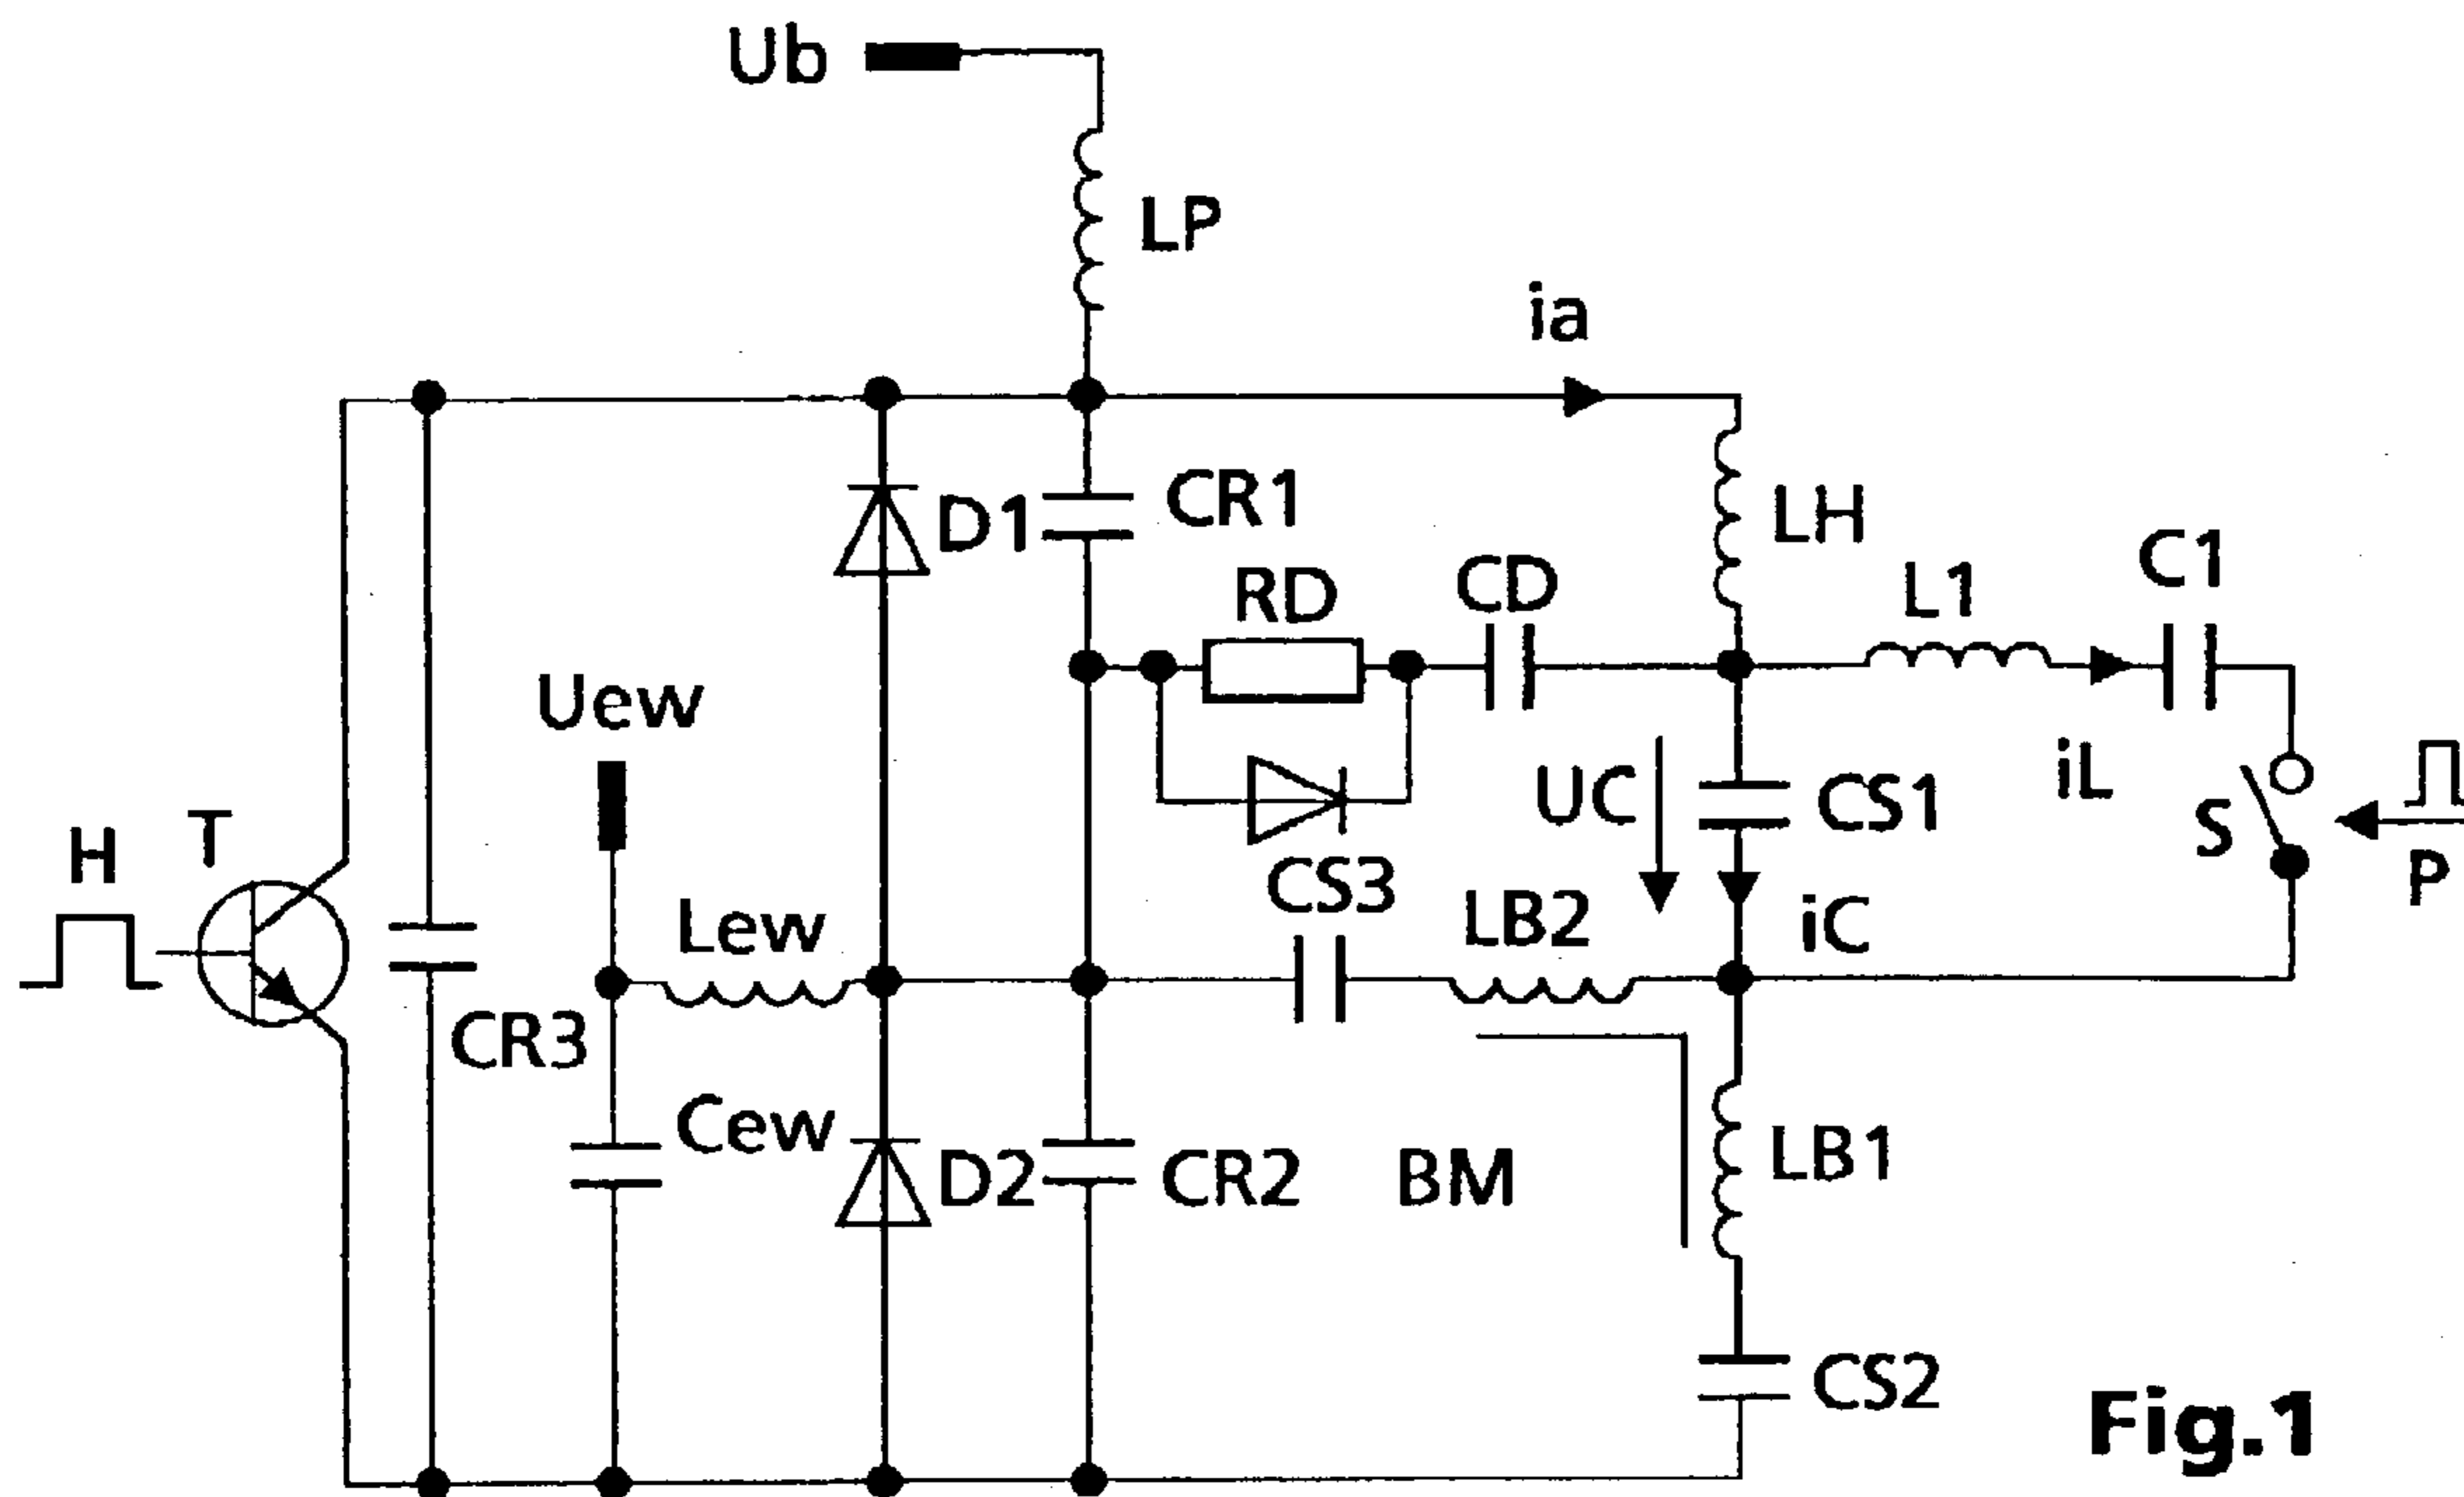 Ub
LP
ia
D1
CR1
LH
RD
CD
L1
C1
Uew
UC
CS1
iL
S
P
H
T
CS3
LB2
iC
Lew
CR3
Cew
D2
CR2
BM
LB1
CS2
Fig.1